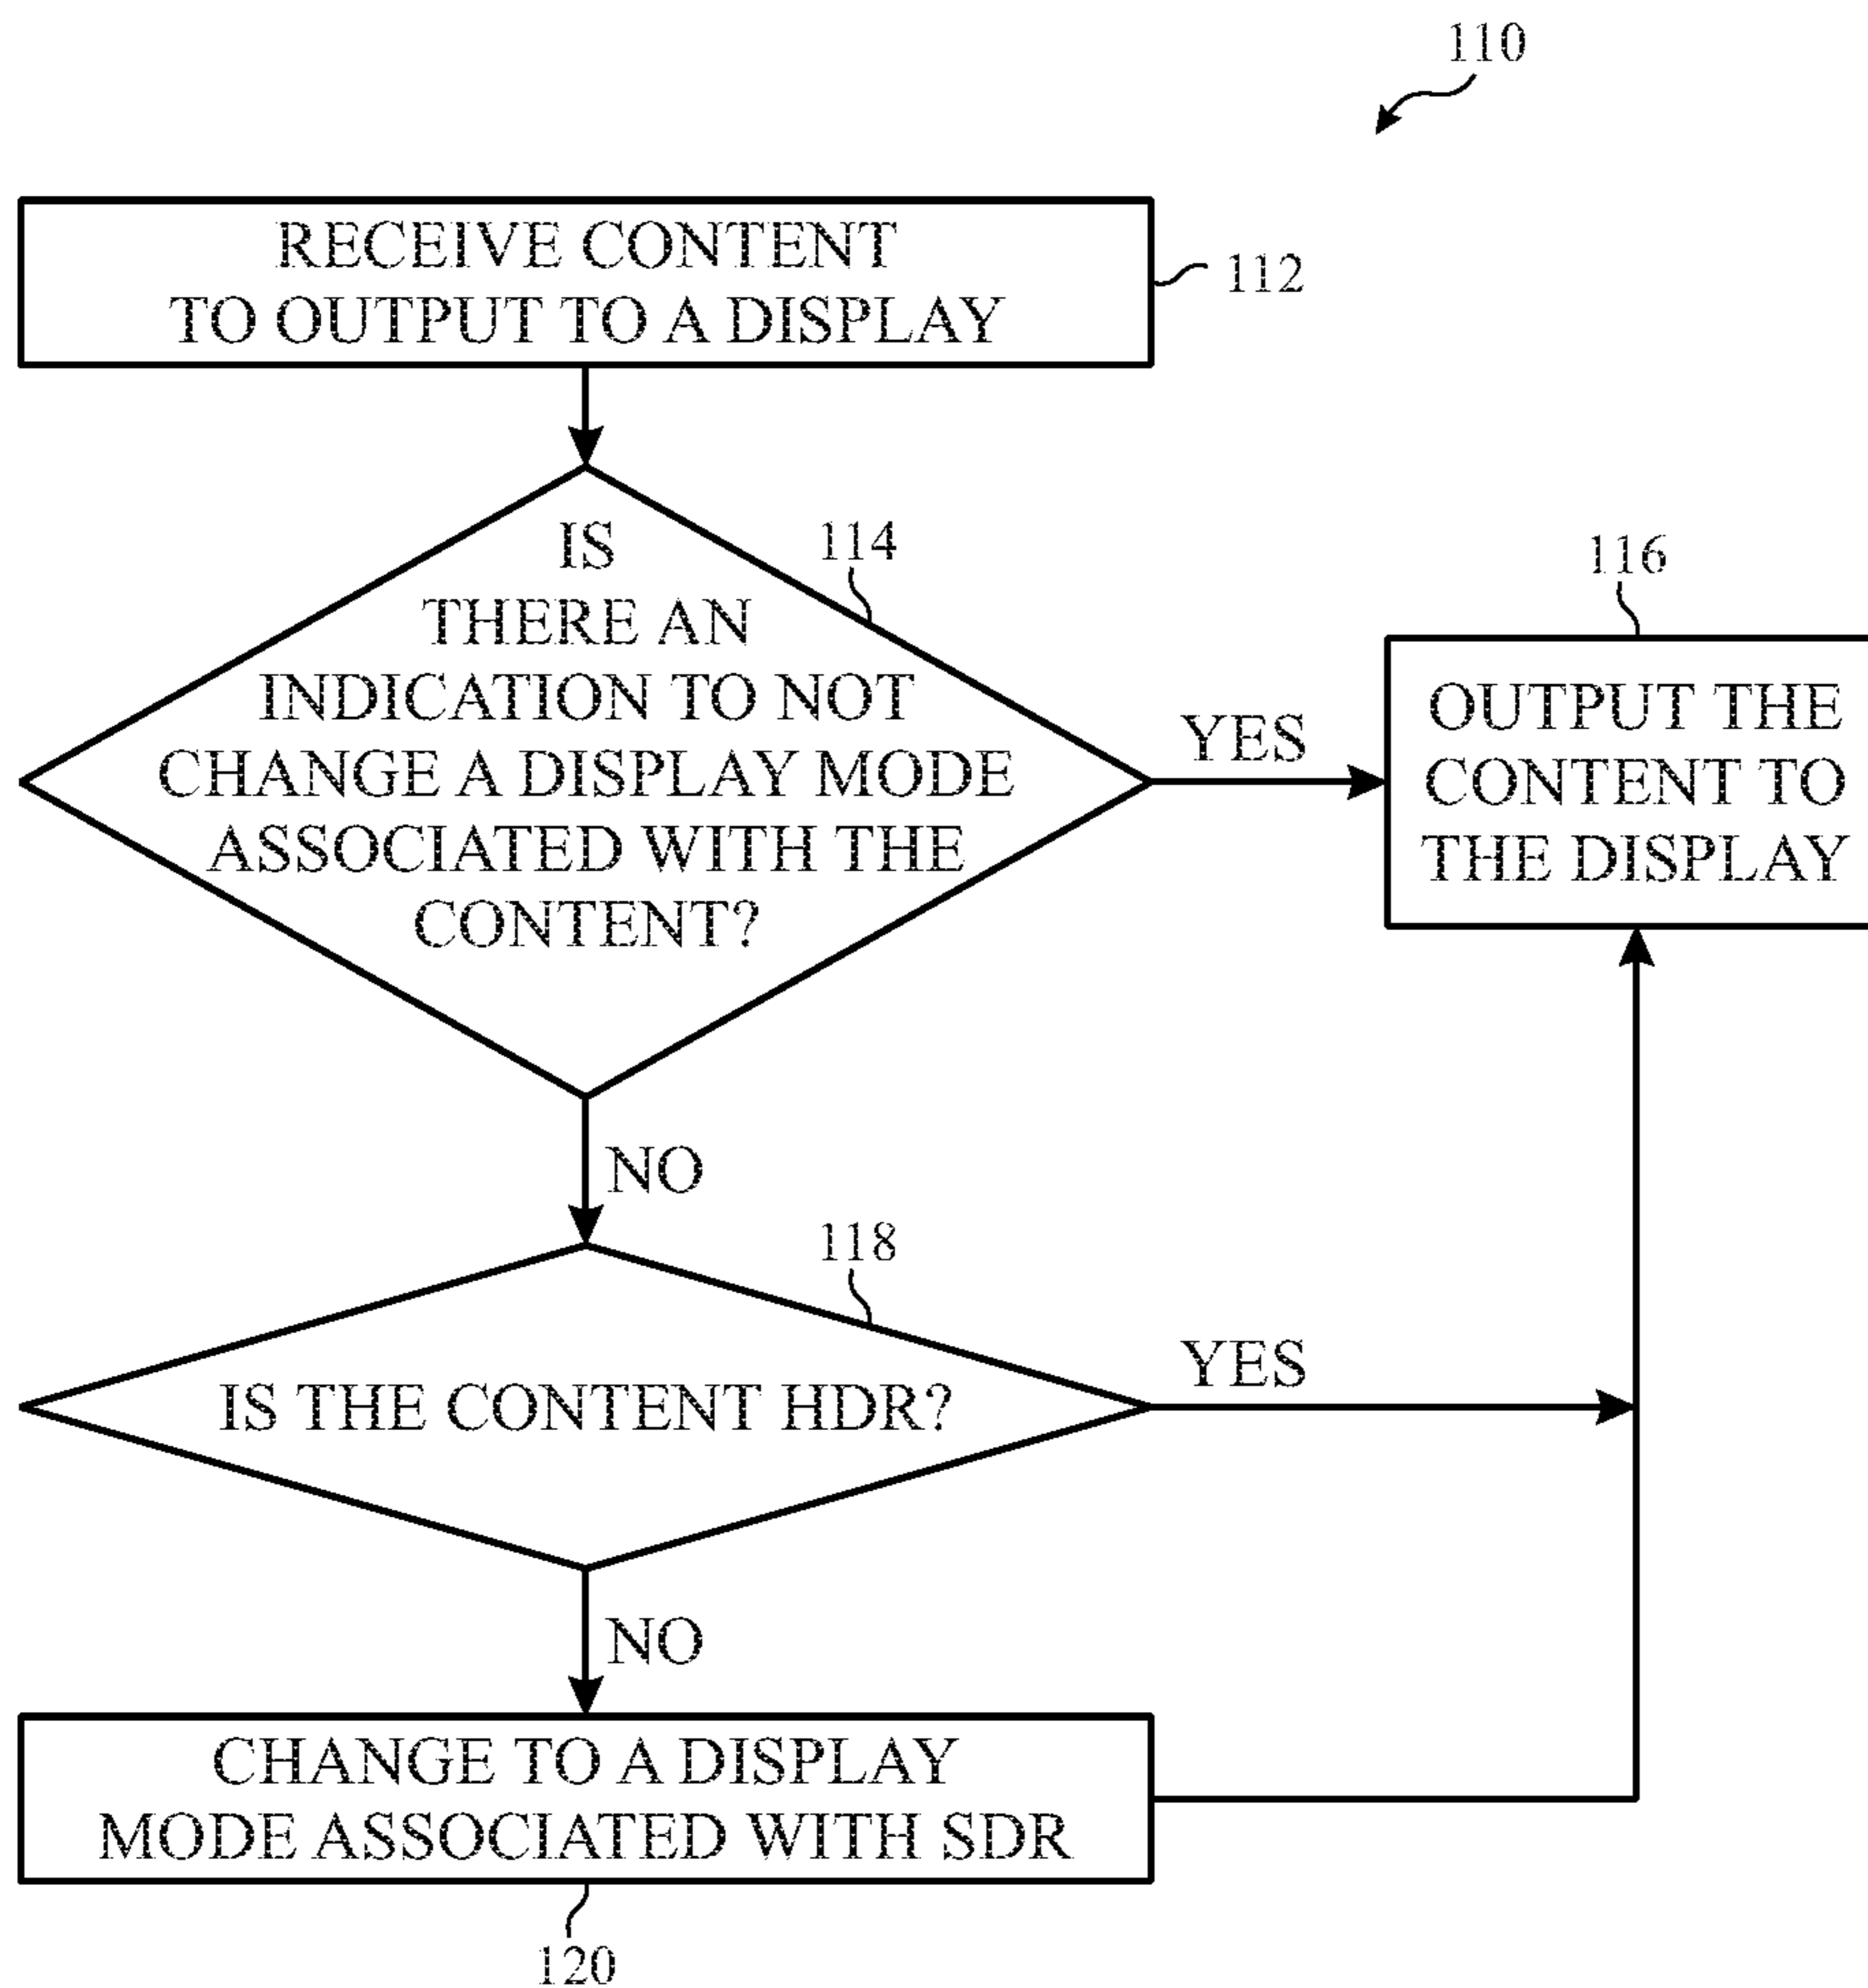 110
RECEIVE CONTENT
TO OUTPUT TO A DISPLAY
112
IS
THERE AN
INDICATION TO NOT
CHANGE A DISPLAY MODE
ASSOCIATED WITH THE
CONTENT?
114
YES
116
OUTPUT THE
CONTENT TO
THE DISPLAY
NO
118
IS THE CONTENT HDR?
YES
NO
CHANGE TO A DISPLAY
MODE ASSOCIATED WITH SDR
120